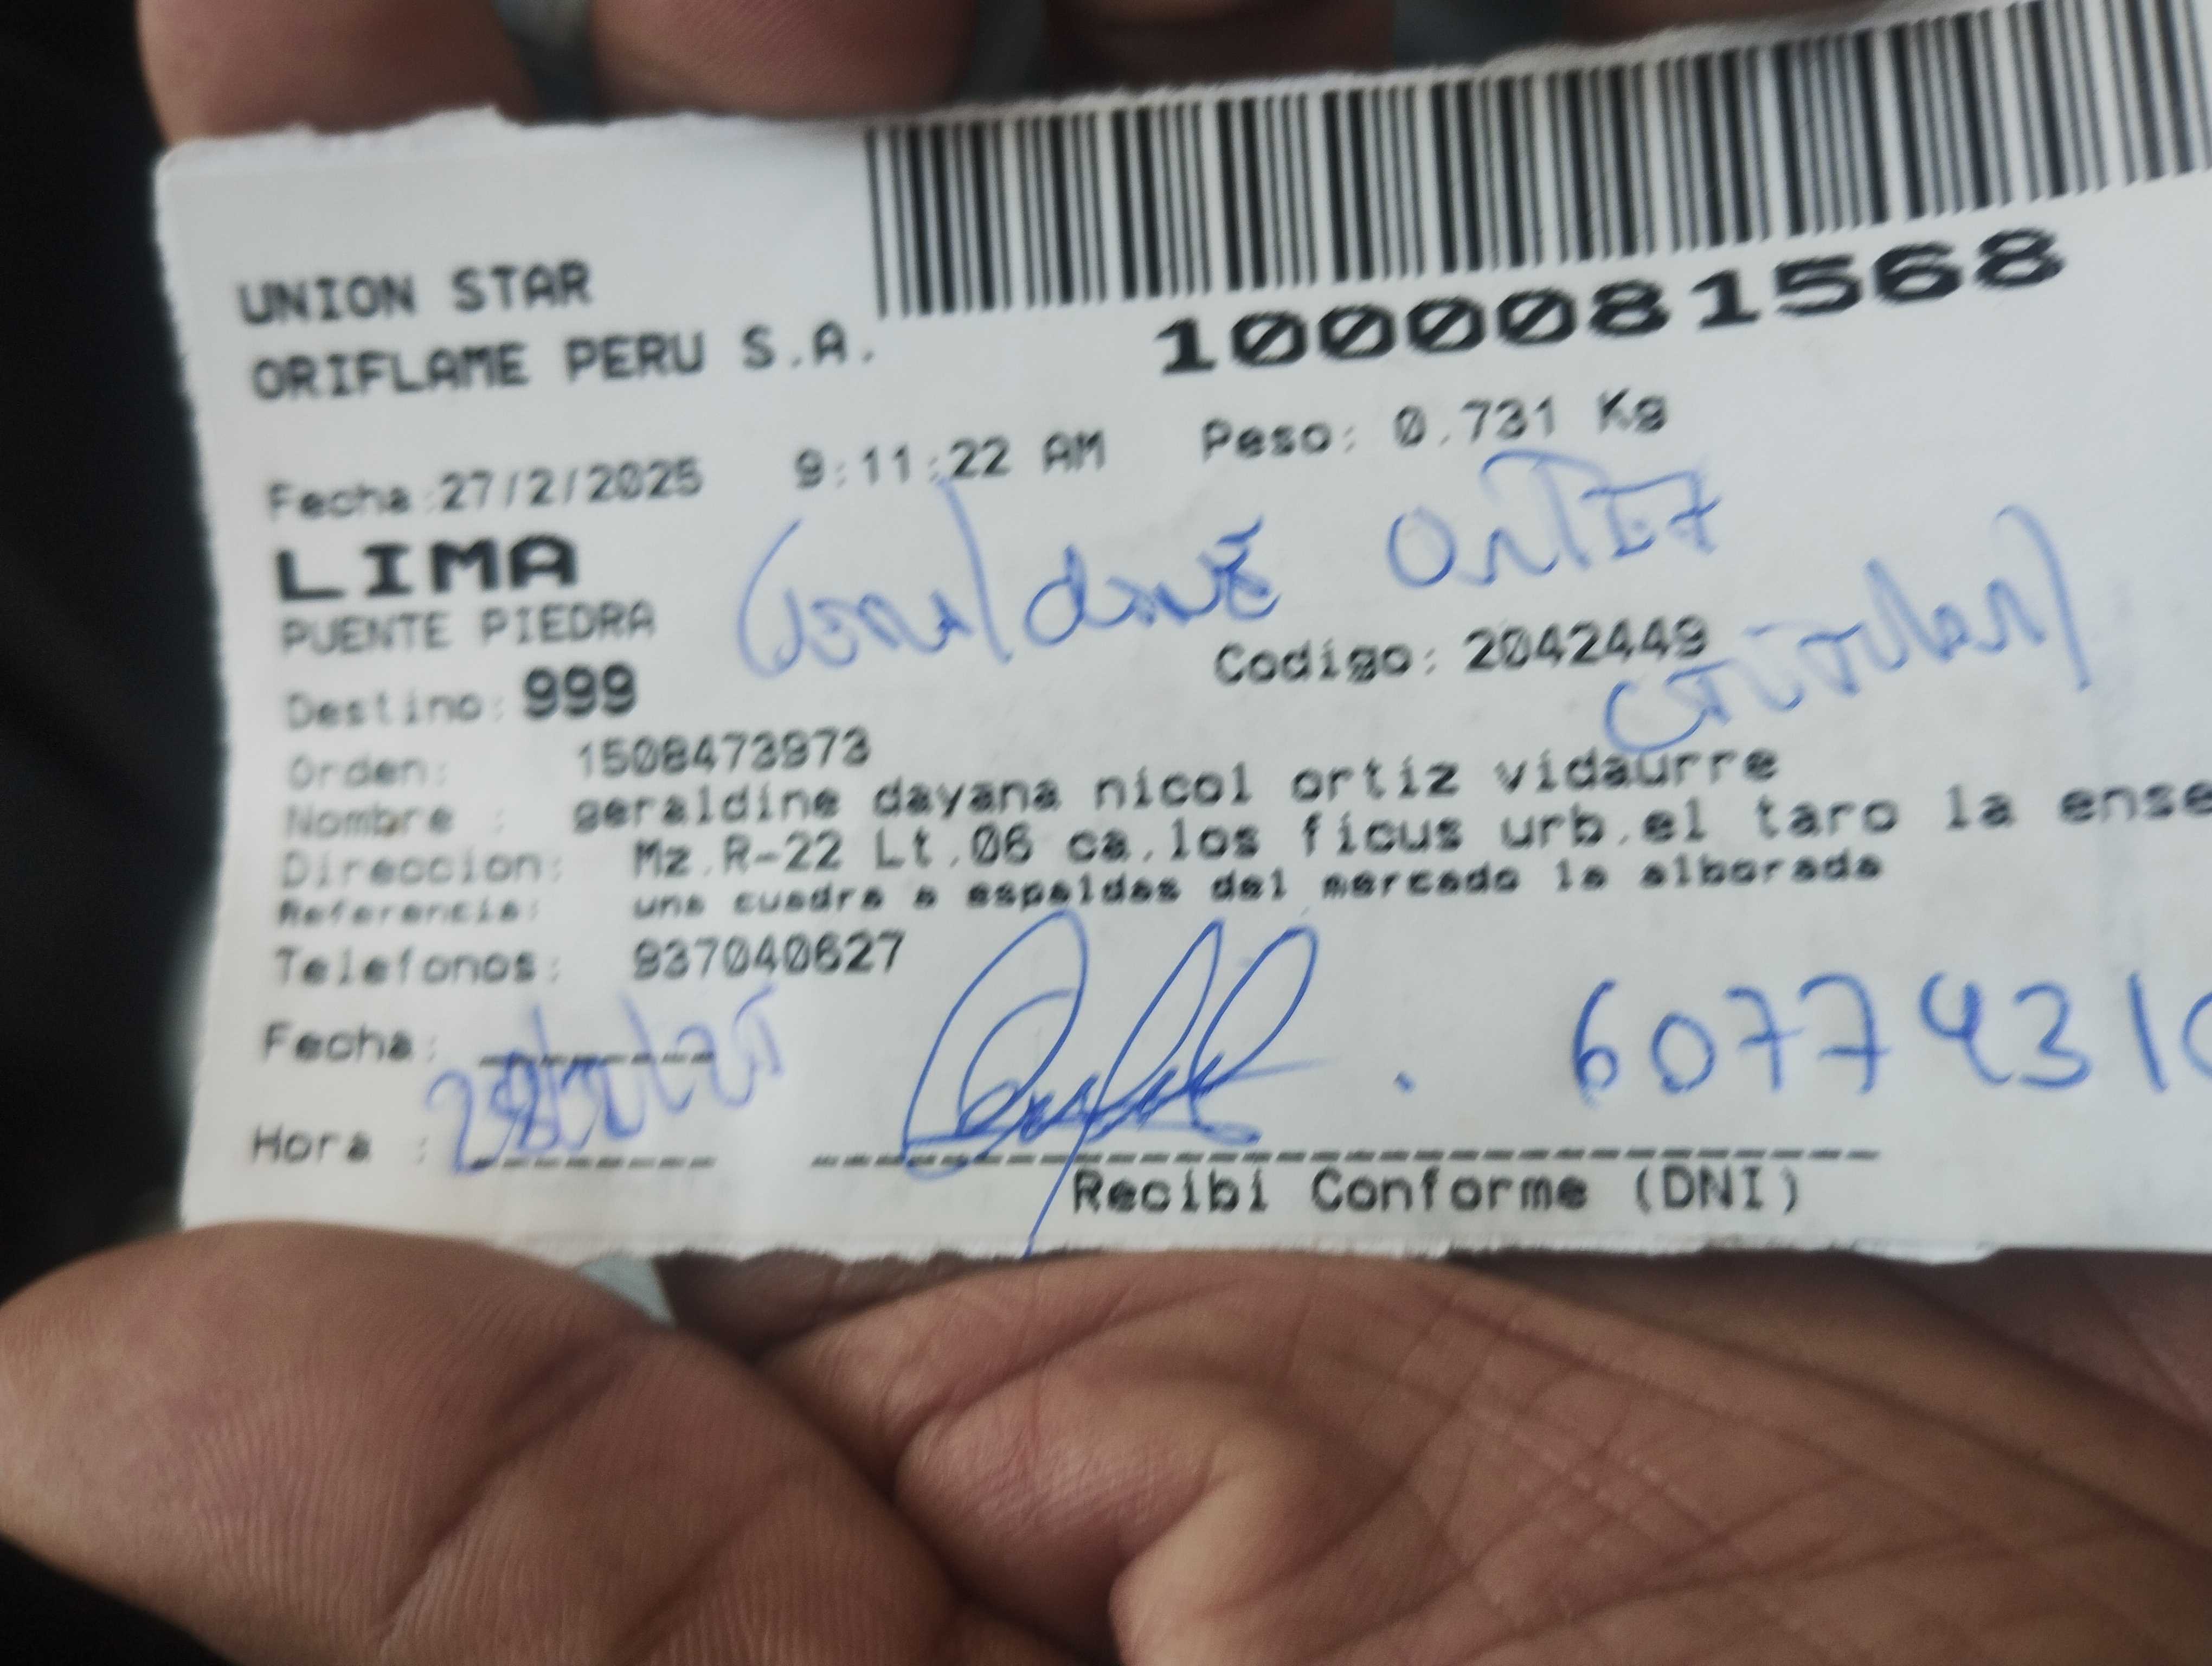 UNION STAR
ORIFLAME PERU S.A.
1000081568
Fecha:27/2/2025 9:11:22 AM Peso: 0.731 Kg
LIMA
PUENTE PIEDRA
Geraldine Ortiz
Destino: 999 Codigo: 2042449
(titular)
Orden: 1508473973
Nombre : geraldine dayana nicol ortiz vidaurre
Direccion: Mz.R-22 Lt.06 ca.los ficus urb.el taro la ense
Referencia: una cuadra a espaldas del mercado la alborada
Telefonos: 937040627
Fecha:
6077431
Hora :
Recibi Conforme (DNI)